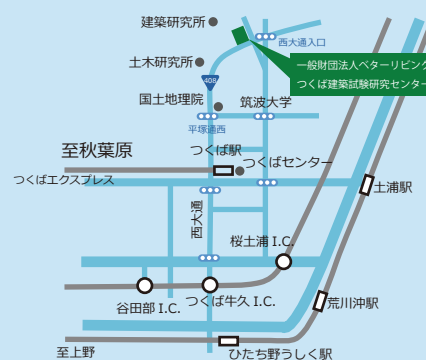 建築研究所
西大通入口
土木研究所
408
一般財団法人ベターリビング
つくば建築試験研究センター
国土地理院
筑波大学
平塚通西
至秋葉原
つくば駅
つくばセンター
つくばエクスプレス
土浦駅
西大通
桜土浦 I.C.
谷田部 I.C.
つくば牛久 I.C.
荒川沖駅
至上野
ひたち野うしく駅